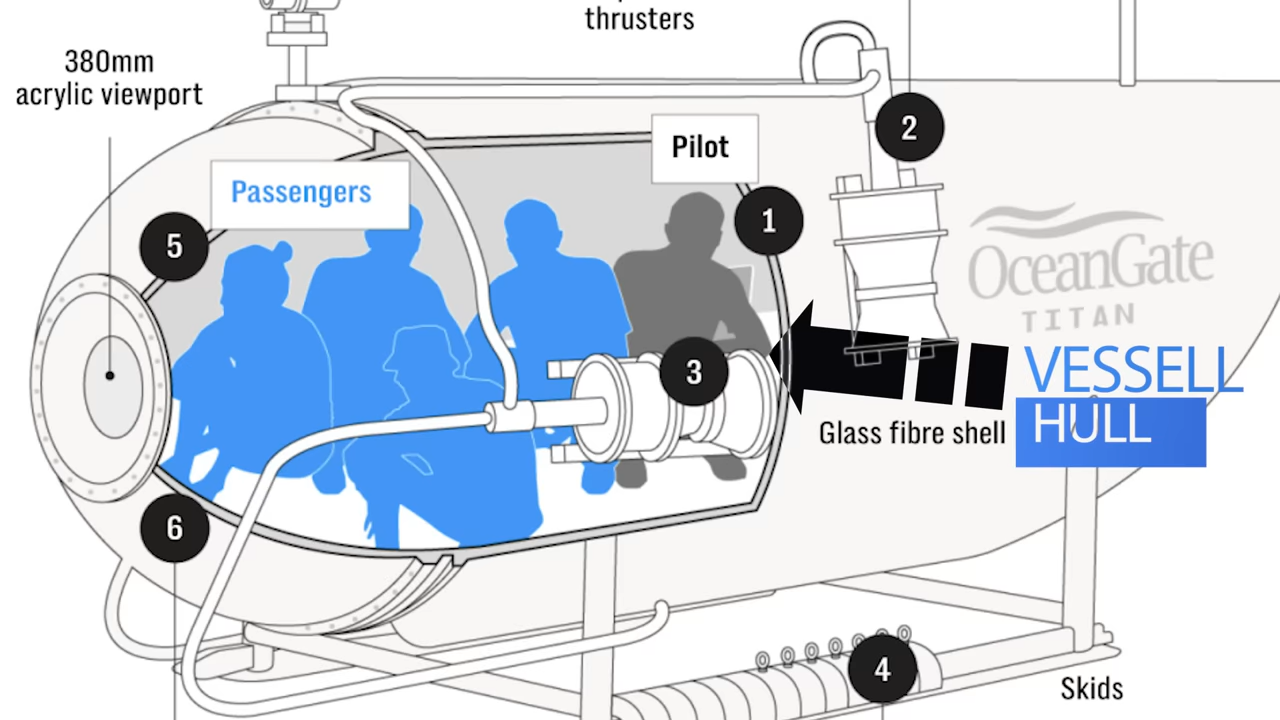 thrusters
380mm
acrylic viewport
2
Pilot
Passengers
1
5
OceanGate
TITAN
3
VESSELL
HULL
Glass fibre shell
6
4
Skids